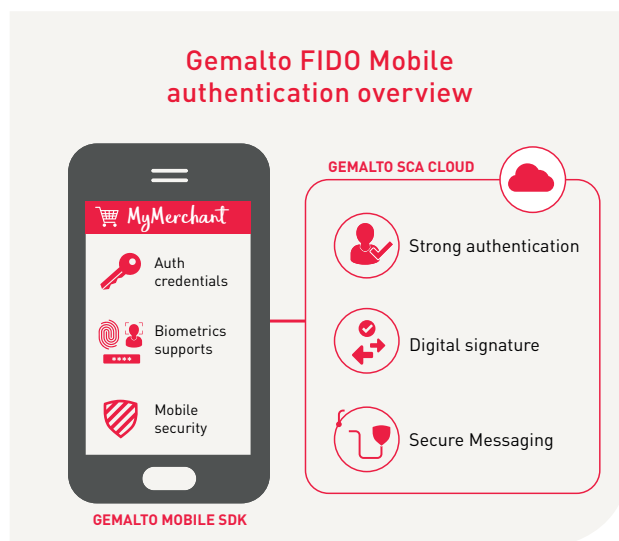 Gemalto FIDO Mobile
authentication overview
GEMALTO SCA CLOUD
MyMerchant
Auth
credentials
Biometrics
supports
****
Mobile
security
Strong authentication
Digital signature
Secure Messaging
GEMALTO MOBILE SDK